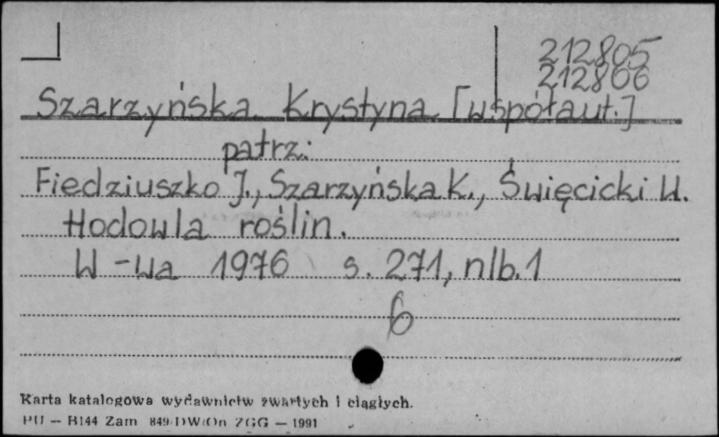 212805
212806
Szarzyńska Krystyna [współaut.]
patrz:
Fiedziuszko J., Szarzyńska K., Święcicki W.
Hodowla roślin.
W-wa 1976 s. 271, nlb. 1
6
Karta katalogowa wydawnictw zwartych i ciągłych.
PU — B144 Zam 849/DW/On ZGG — 1991